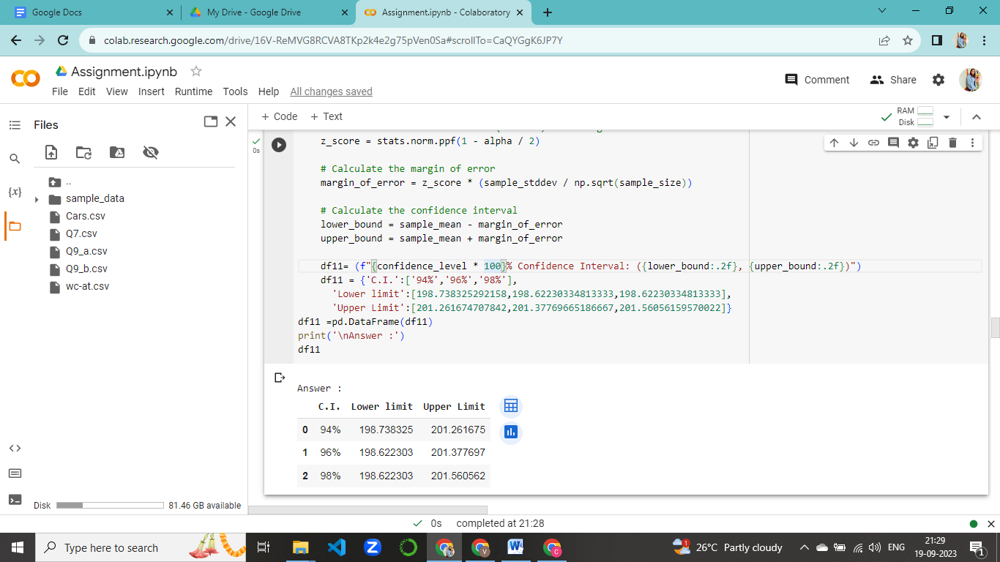 Google Docs
My Drive - Google Drive
Assignment.ipynb - Colaboratory
colab.research.google.com/drive/16V-ReMVG8RCVA8TKp2k4e2g75pVen0Sa#scrollTo=CaQYGgK6JP7Y
Assignment.ipynb
Comment
Share
File Edit View Insert Runtime Tools Help All changes saved
Files
+ Code + Text
RAM
Disk
..
sample_data
Cars.csv
Q7.csv
Q9_a.csv
Q9_b.csv
wc-at.csv
{x}
Disk 81.46 GB available
0s
z_score = stats.norm.ppf(1 - alpha / 2)
# Calculate the margin of error
margin_of_error = z_score * (sample_stddev / np.sqrt(sample_size))
# Calculate the confidence interval
lower_bound = sample_mean - margin_of_error
upper_bound = sample_mean + margin_of_error
df11= (f"{confidence_level * 100}% Confidence Interval: ({lower_bound:.2f}, {upper_bound:.2f})")
df11 = {'C.I.':['94%','96%','98%'],
'Lower limit':[198.738325292158,198.62230334813333,198.62230334813333],
'Upper Limit':[201.261674707842,201.37769665186667,201.56056159570022]}
df11 =pd.DataFrame(df11)
print('\nAnswer :')
df11
Answer :
C.I. Lower limit Upper Limit
0 94% 198.738325 201.261675
1 96% 198.622303 201.377697
2 98% 198.622303 201.560562
0s completed at 21:28
Type here to search
26°C Partly cloudy
ENG
21:29
19-09-2023
1